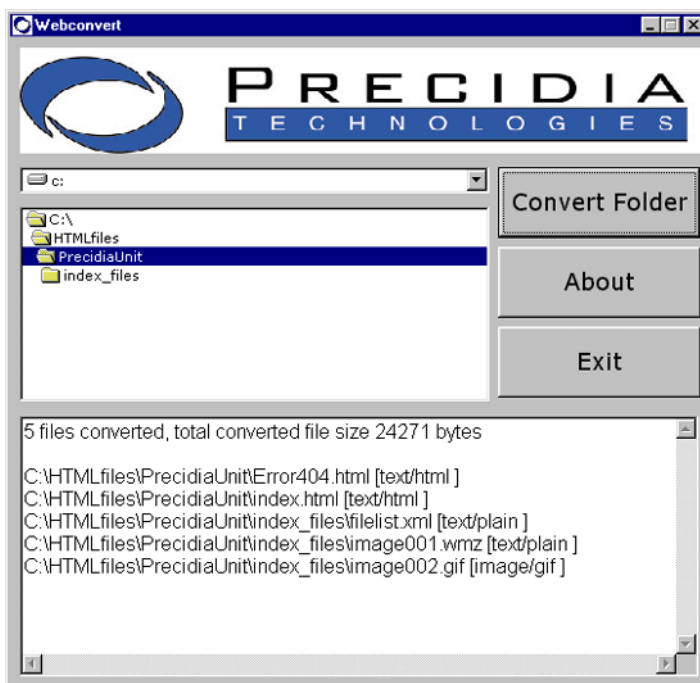 Webconvert
PRECIDIA
TECHNOLOGIES
c:
Convert Folder
C:\
HTMLfiles
PrecidiaUnit
index_files
About
Exit
5 files converted, total converted file size 24271 bytes
C:\HTMLfiles\PrecidiaUnit\Error404.html [text/html ]
C:\HTMLfiles\PrecidiaUnit\index.html [text/html ]
C:\HTMLfiles\PrecidiaUnit\index_files\filelist.xml [text/plain ]
C:\HTMLfiles\PrecidiaUnit\index_files\image001.wmz [text/plain ]
C:\HTMLfiles\PrecidiaUnit\index_files\image002.gif [image/gif ]